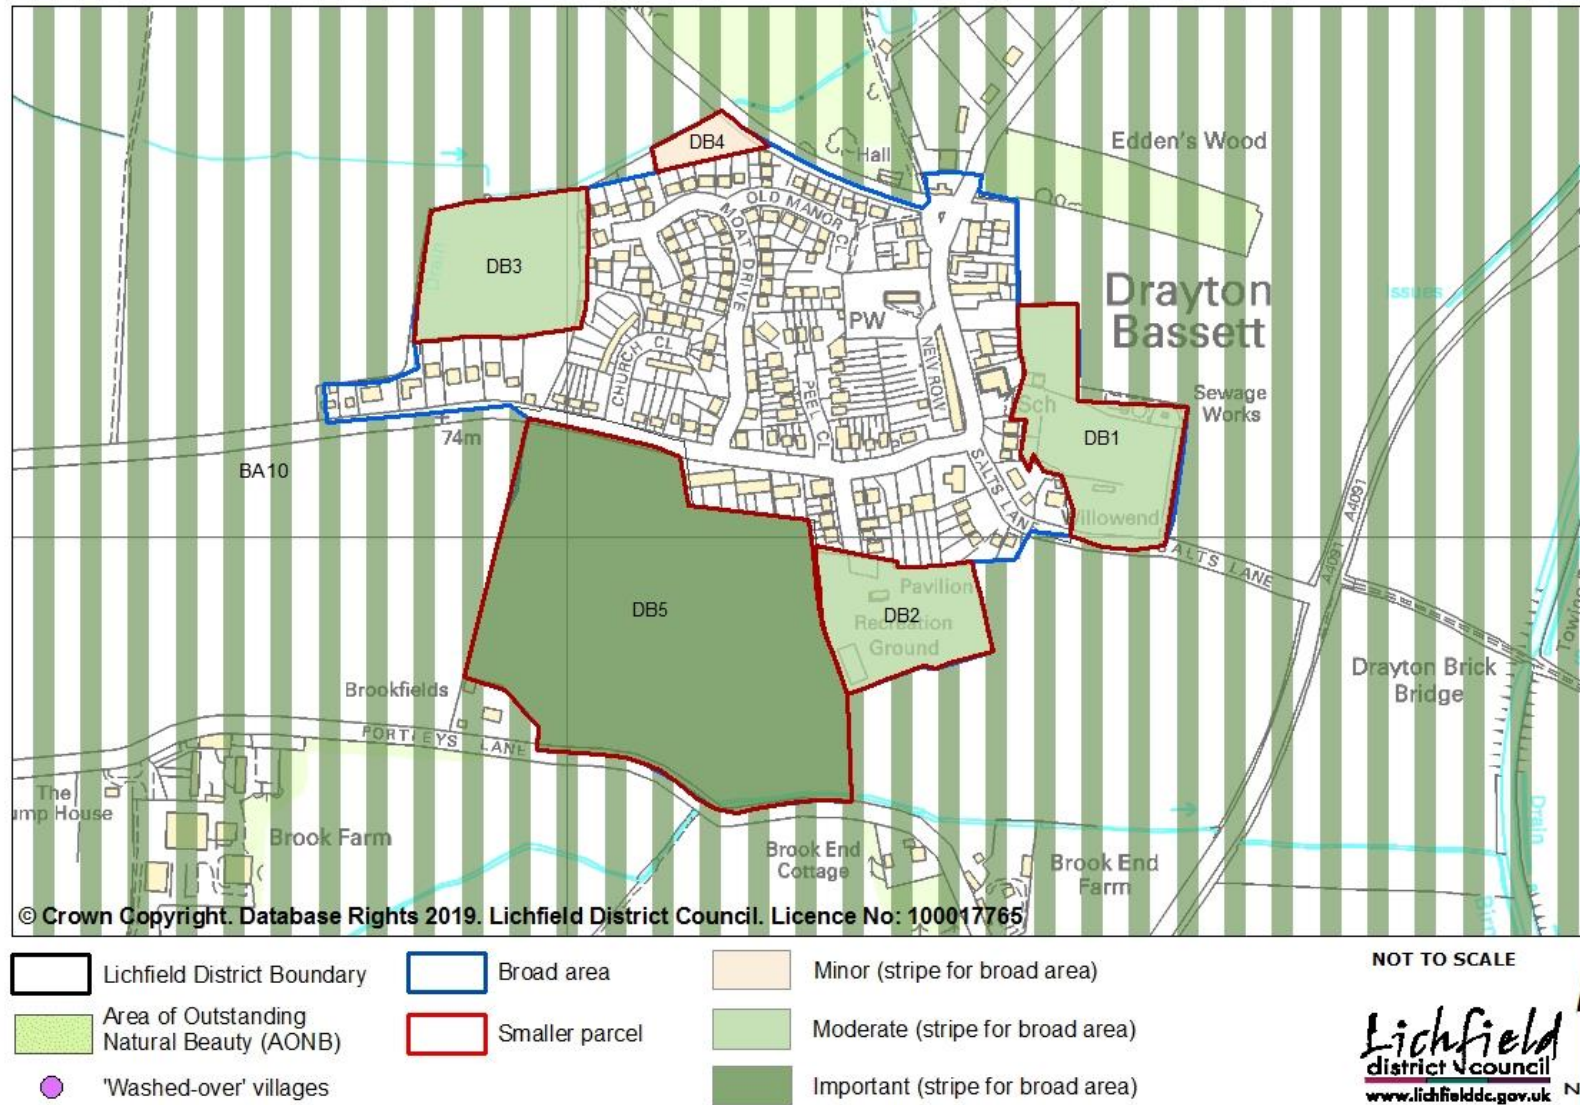 Edden's Wood
DB4
Hall
OLD MANOR CL
MOAT DRIVE
DB3
Drain
Drayton
Bassett
issues
PW
CHURCH CL
PEEL CL
NEW ROW
Sch
Sewage
Works
DB1
74m
BA10
SALTS LANE
Willowend
SALTS LANE
A4091
A4091
Pavilion
DB5
DB2
Recreation
Ground
Drayton Brick
Bridge
Towing
Brookfields
PORTLEYS LANE
The
ump House
Brook Farm
Brook End
Cottage
Brook End
Farm
Drain
© Crown Copyright. Database Rights 2019. Lichfield District Council. Licence No: 100017765
Lichfield District Boundary
Broad area
Minor (stripe for broad area)
NOT TO SCALE
Area of Outstanding
Natural Beauty (AONB)
Smaller parcel
Moderate (stripe for broad area)
'Washed-over' villages
Important (stripe for broad area)
Lichfield
district council
www.lichfielddc.gov.uk
N